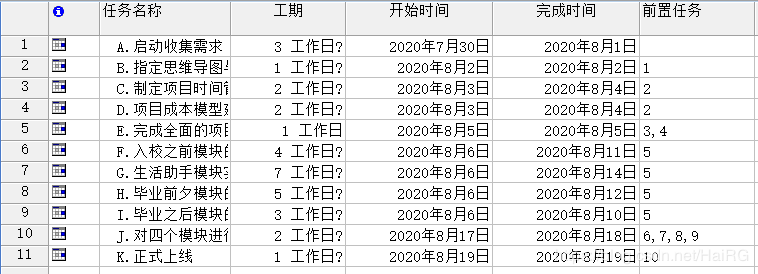 任务名称 工期 开始时间 完成时间 前置任务
1 A.启动收集需求 3 工作日? 2020年7月30日 2020年8月1日
2 B.指定思维导图 1 工作日? 2020年8月2日 2020年8月2日 1
3 C.制定项目时间 2 工作日? 2020年8月3日 2020年8月4日 2
4 D.项目成本模型 2 工作日? 2020年8月3日 2020年8月4日 2
5 E.完成全面的项目 1 工作日 2020年8月5日 2020年8月5日 3,4
6 F.入校之前模块的 4 工作日? 2020年8月6日 2020年8月11日 5
7 G.生活助手模块 7 工作日? 2020年8月6日 2020年8月14日 5
8 H.毕业前夕模块的 5 工作日? 2020年8月6日 2020年8月12日 5
9 I.毕业之后模块的 3 工作日? 2020年8月6日 2020年8月10日 5
10 J.对四个模块进行 2 工作日? 2020年8月17日 2020年8月18日 6,7,8,9
11 K.正式上线 1 工作日? 2020年8月19日 2020年8月19日 10